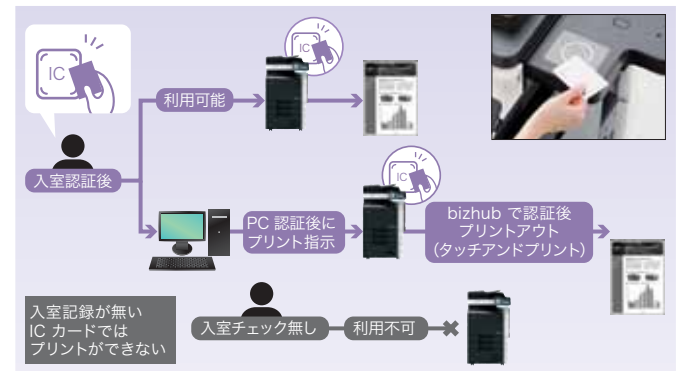 IC
IC
利用可能
入室認証後
IC
PC 認証後に
プリント指示
bizhub で認証後
プリントアウト
(タッチアンドプリント)
入室記録が無い
IC カードでは
プリントができない
入室チェック無し
利用不可